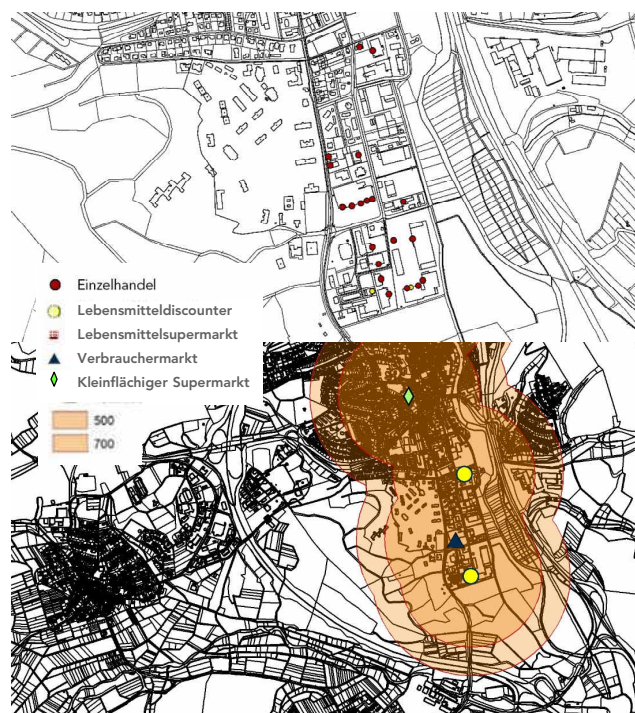 Einzelhandel
Lebensmitteldiscounter
Lebensmittelsupermarkt
Verbrauchermarkt
Kleinflächiger Supermarkt
500
700